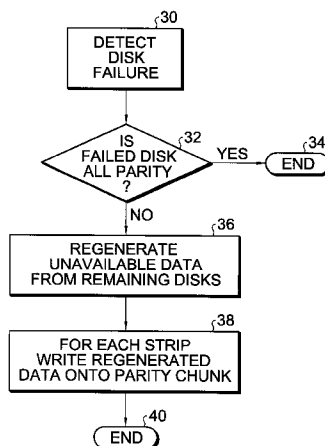 30
DETECT
DISK
FAILURE
32
IS
FAILED DISK
ALL PARITY
?
YES
34
END
NO
36
REGENERATE
UNAVAILABLE DATA
FROM REMAINING DISKS
38
FOR EACH STRIP
WRITE REGENERATED
DATA ONTO PARITY CHUNK
40
END